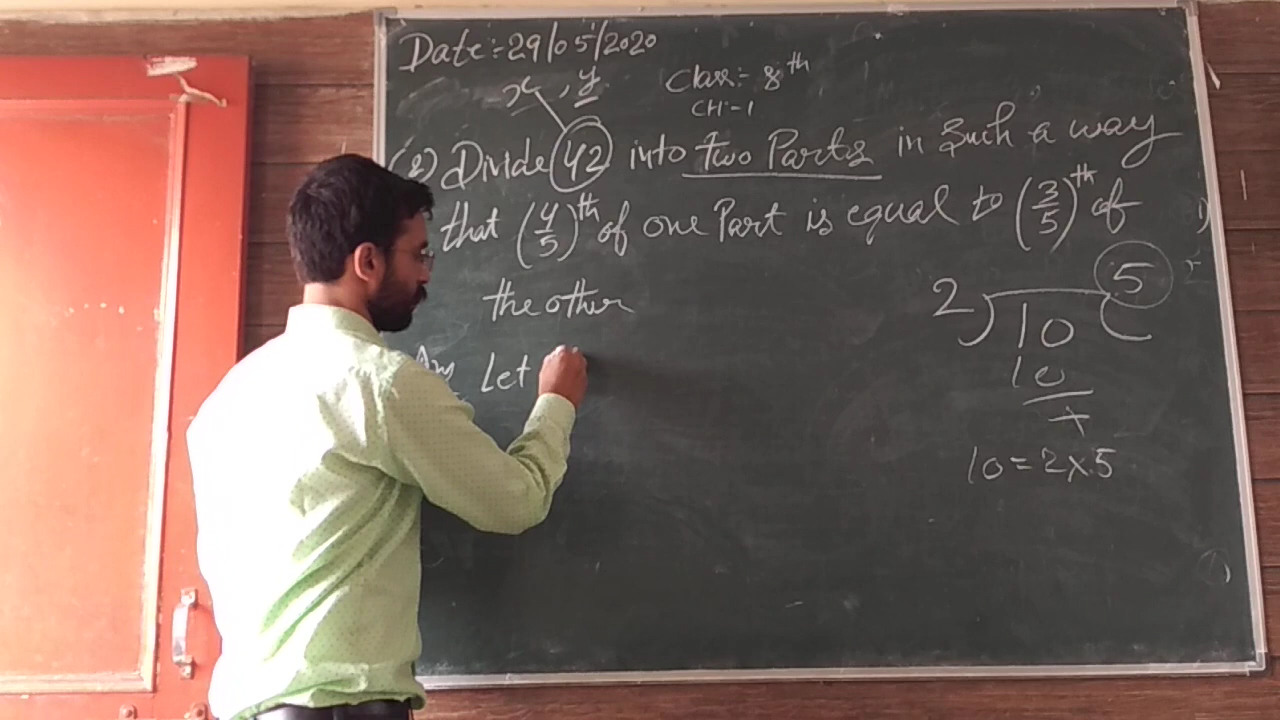 Date:-29/05/2020
x , y
Class:- 8th
CH:-1
Divide 42 into two Parts in such a way
that (4/5)th of one Part is equal to (3/5)th of
the other
Let
5
2)10(
10
×
10=2×5